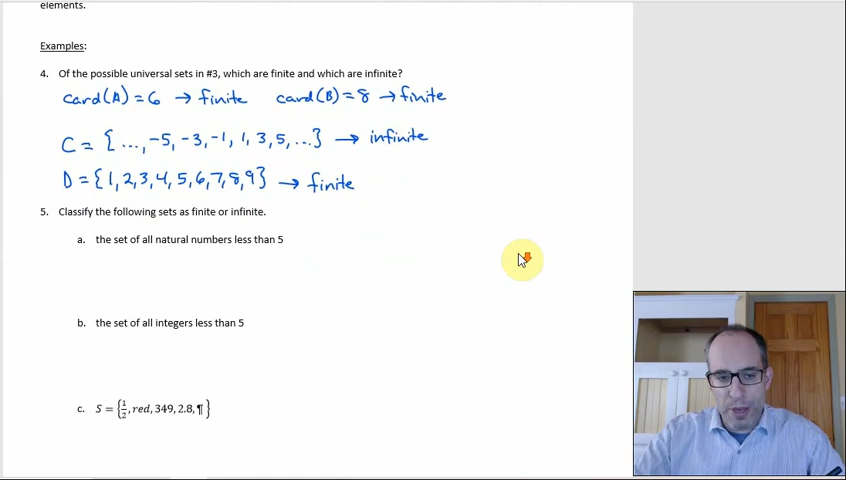 elements.
Examples:
4. Of the possible universal sets in #3, which are finite and which are infinite?
card(A) = 6 → finite card(B) = 8 → finite
C = {..., -5, -3, -1, 1, 3, 5, ...} → infinite
D = {1, 2, 3, 4, 5, 6, 7, 8, 9} → finite
5. Classify the following sets as finite or infinite.
a. the set of all natural numbers less than 5
b. the set of all integers less than 5
c. S = {1/2, red, 349, 2.8, ¶ }